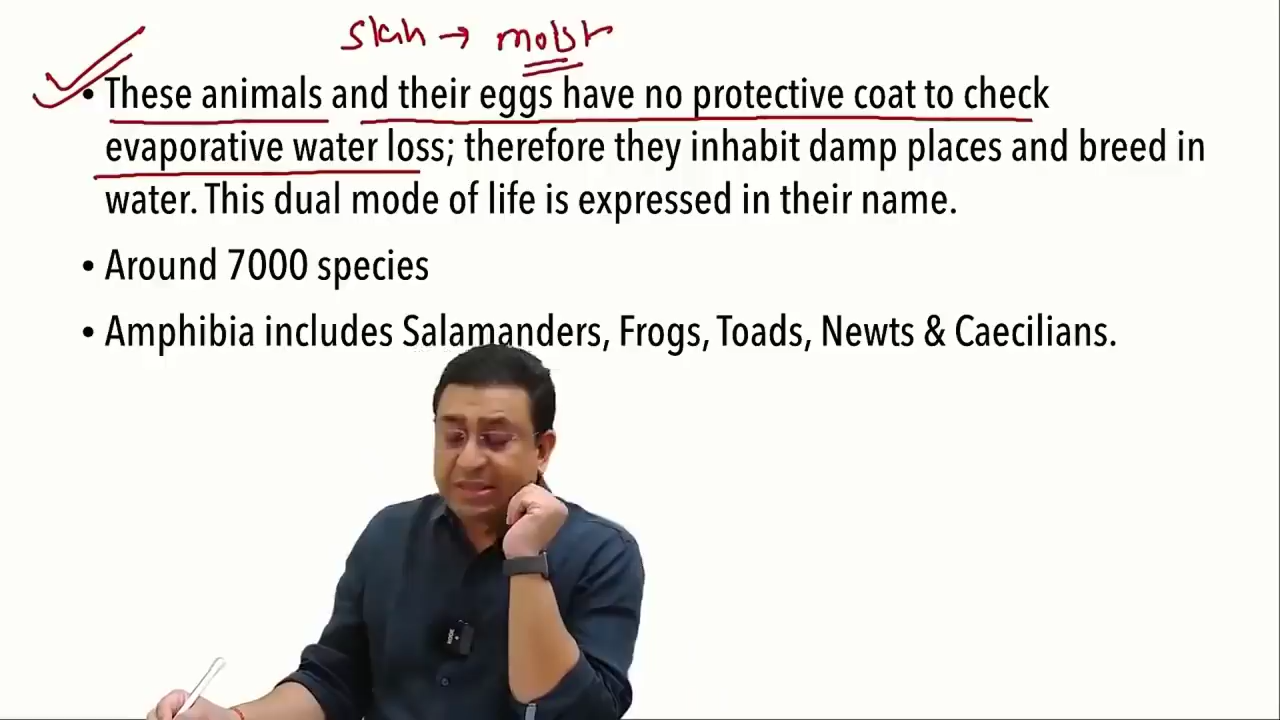 skin → moist
• These animals and their eggs have no protective coat to check
evaporative water loss; therefore they inhabit damp places and breed in
water. This dual mode of life is expressed in their name.
• Around 7000 species
• Amphibia includes Salamanders, Frogs, Toads, Newts & Caecilians.